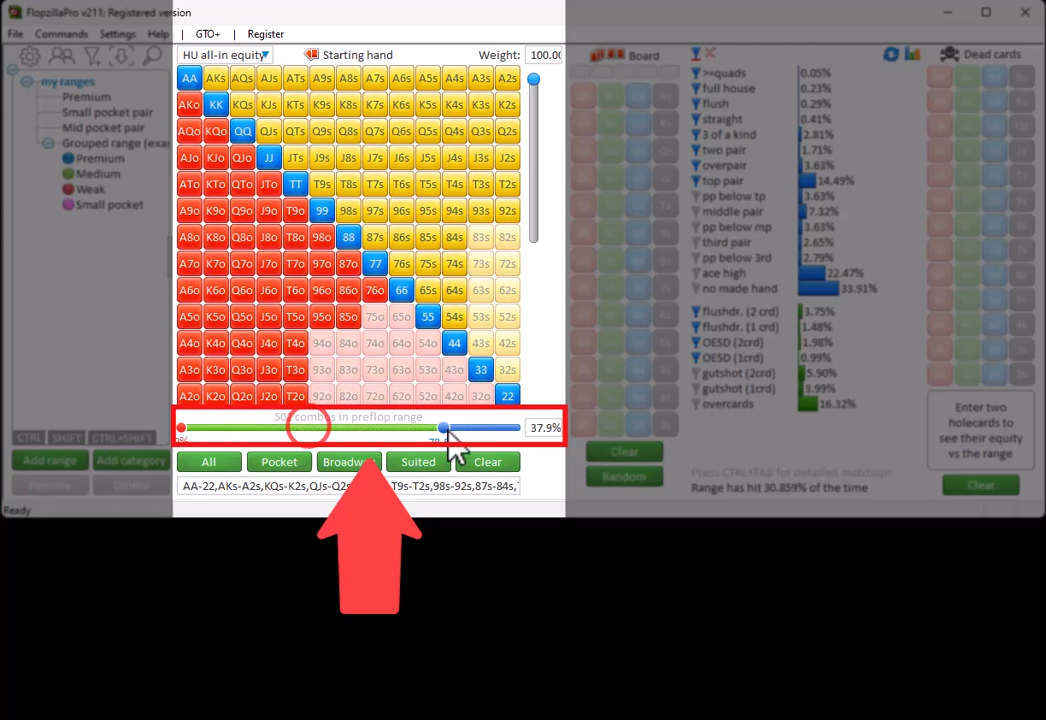 FlopzillaPro v211: Registered version
File Commands Settings Help | GTO+ | Register
HU all-in equity Starting hand Weight: 100.00
Board Dead cards
my ranges
Premium
Small pocket pair
Mid pocket pair
Grouped range (exar
Premium
Medium
Weak
Small pocket
AA AKs AQs AJs ATs A9s A8s A7s A6s A5s A4s A3s A2s
AKo KK KQs KJs KTs K9s K8s K7s K6s K5s K4s K3s K2s
AQo KQo QQ QJs QTs Q9s Q8s Q7s Q6s Q5s Q4s Q3s Q2s
AJo KJo QJo JJ JTs J9s J8s J7s J6s J5s J4s J3s J2s
ATo KTo QTo JTo TT T9s T8s T7s T6s T5s T4s T3s T2s
A9o K9o Q9o J9o T9o 99 98s 97s 96s 95s 94s 93s 92s
A8o K8o Q8o J8o T8o 98o 88 87s 86s 85s 84s 83s 82s
A7o K7o Q7o J7o T7o 97o 87o 77 76s 75s 74s 73s 72s
A6o K6o Q6o J6o T6o 96o 86o 76o 66 65s 64s 63s 62s
A5o K5o Q5o J5o T5o 95o 85o 75o 65o 55 54s 53s 52s
A4o K4o Q4o J4o T4o 94o 84o 74o 64o 54o 44 43s 42s
A3o K3o Q3o J3o T3o 93o 83o 73o 63o 53o 43o 33 32s
A2o K2o Q2o J2o T2o 92o 82o 72o 62o 52o 42o 32o 22
combos in preflop range
37.9%
All Pocket Broadway Suited Clear
AA-22,AKs-A2s,KQs-K2s,QJs-Q2s T9s-T2s,98s-92s,87s-84s,
>=quads 0.05%
full house 0.23%
flush 0.29%
straight 0.41%
3 of a kind 2.81%
two pair 1.71%
overpair 3.63%
top pair 14.49%
pp below tp 3.63%
middle pair 7.32%
pp below mp 3.63%
third pair 2.65%
pp below 3rd 2.79%
ace high 22.47%
no made hand 33.91%
flushdr. (2 crd) 3.75%
flushdr. (1 crd) 1.48%
OESD (2crd) 1.98%
OESD (1crd) 0.99%
gutshot (2crd) 5.90%
gutshot (1crd) 3.99%
overcards 16.32%
Press CTRL+TAB for detailed matchups
Range has hit 30.859% of the time
Clear
Random
Enter two
holecards to
see their equity
vs the range
Clear
CTRL SHIFT CTRL+SHIFT
Add range Add category
Rename Delete
Ready